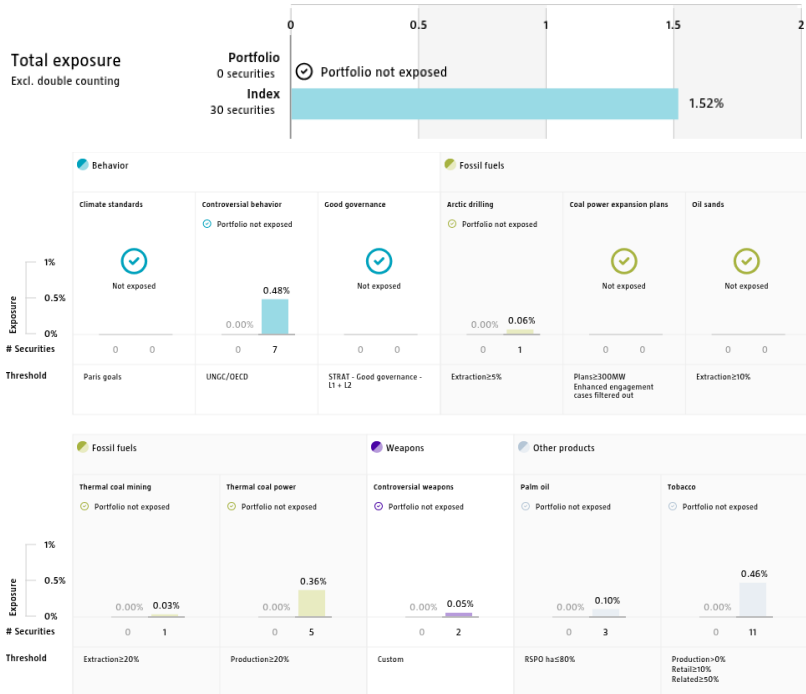 0 0.5 1 1.5 2
Total exposure
Excl. double counting
Portfolio
0 securities
Portfolio not exposed
Index
30 securities
1.52%
Behavior
Fossil fuels
Climate standards
Controversial behavior
Good governance
Arctic drilling
Coal power expansion plans
Oil sands
Portfolio not exposed
Portfolio not exposed
Exposure
1%
0.5%
0%
Not exposed
0.00% 0.48%
Not exposed
0.00% 0.06%
Not exposed
Not exposed
# Securities
0 0
0 7
0 0
0 1
0 0
0 0
Threshold
Paris goals
UNGC/OECD
STRAT - Good governance -
L1 + L2
Extraction≥5%
Plans≥300MW
Enhanced engagement
cases filtered out
Extraction≥10%
Fossil fuels
Weapons
Other products
Thermal coal mining
Thermal coal power
Controversial weapons
Palm oil
Tobacco
Portfolio not exposed
Portfolio not exposed
Portfolio not exposed
Portfolio not exposed
Portfolio not exposed
Exposure
1%
0.5%
0%
0.00% 0.03%
0.00% 0.36%
0.00% 0.05%
0.00% 0.10%
0.00% 0.46%
# Securities
0 1
0 5
0 2
0 3
0 11
Threshold
Extraction≥20%
Production≥20%
Custom
RSPO ha≤80%
Production>0%
Retail≥10%
Related≥50%